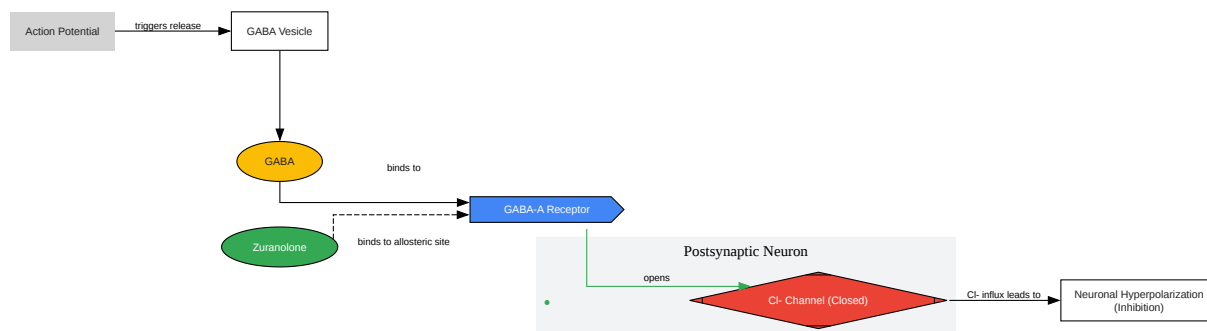 Action Potential
triggers release
GABA Vesicle
GABA
binds to
GABA-A Receptor
Zuranolone
binds to allosteric site
Postsynaptic Neuron
opens
Cl- Channel (Closed)
Cl- influx leads to
Neuronal Hyperpolarization
(Inhibition)